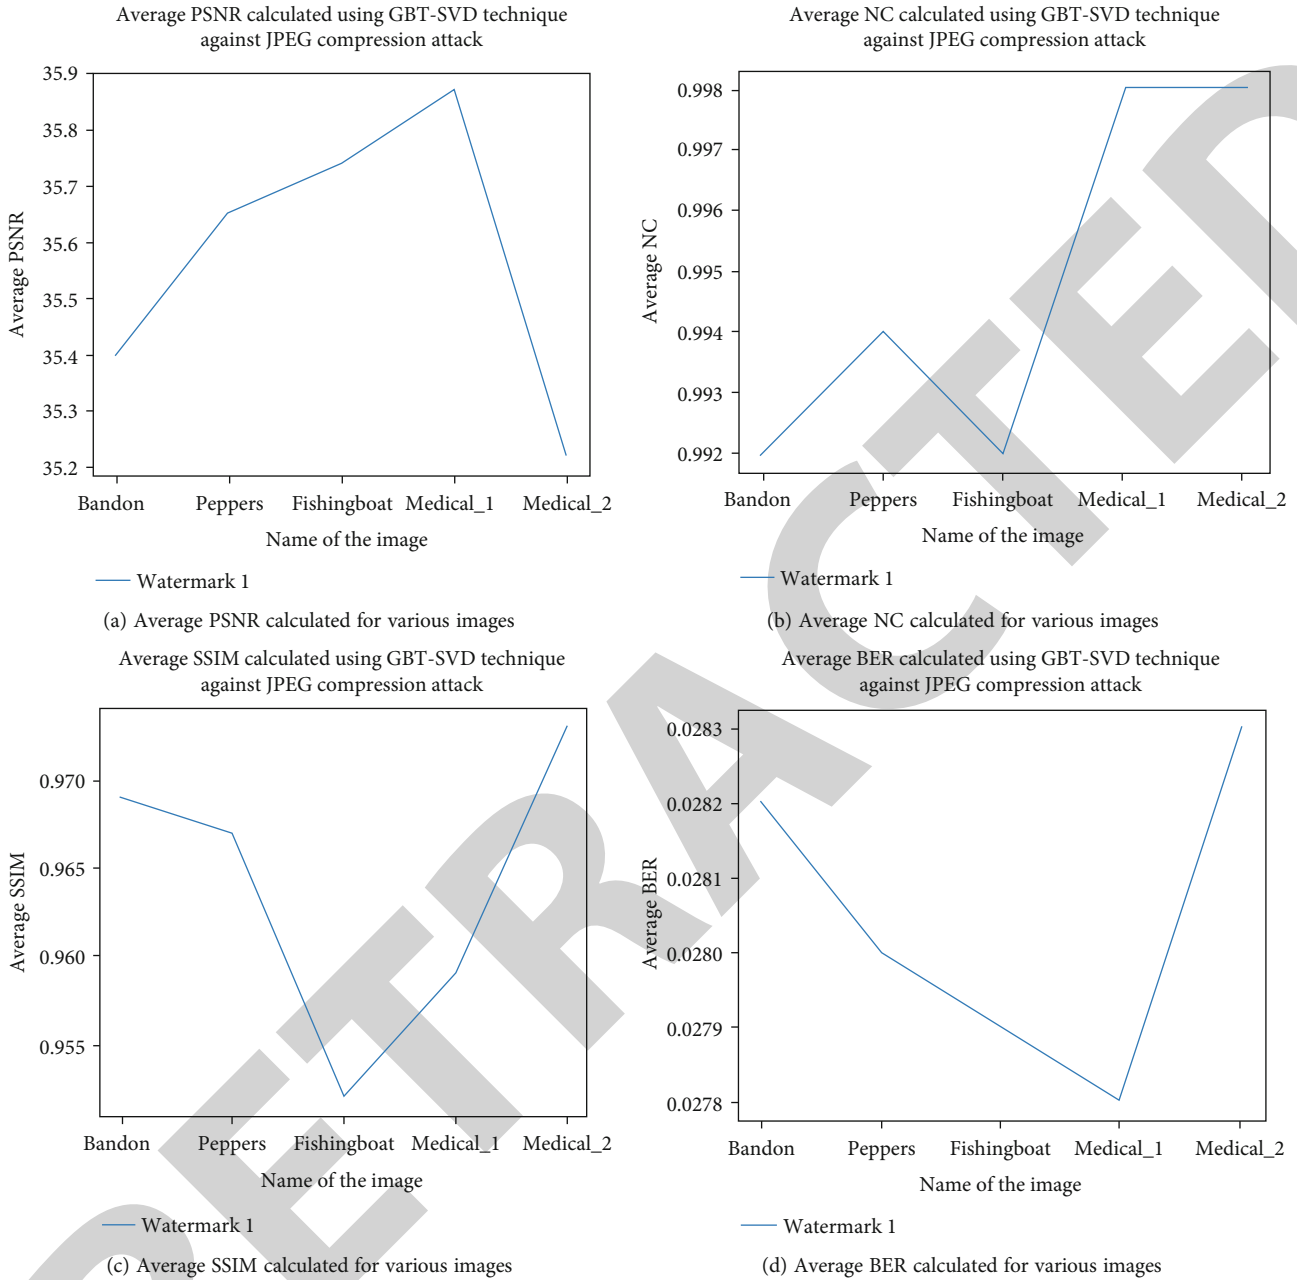 Average PSNR calculated using GBT-SVD technique
against JPEG compression attack
35.9
35.8
35.7
35.6
35.5
35.4
35.3
35.2
Average PSNR
Bandon Peppers Fishingboat Medical_1 Medical_2
Name of the image
Watermark 1
(a) Average PSNR calculated for various images
Average NC calculated using GBT-SVD technique
against JPEG compression attack
0.998
0.997
0.996
0.995
0.994
0.993
0.992
Average NC
Bandon Peppers Fishingboat Medical_1 Medical_2
Name of the image
Watermark 1
(b) Average NC calculated for various images
Average SSIM calculated using GBT-SVD technique
against JPEG compression attack
0.970
0.965
0.960
0.955
Average SSIM
Bandon Peppers Fishingboat Medical_1 Medical_2
Name of the image
Watermark 1
(c) Average SSIM calculated for various images
Average BER calculated using GBT-SVD technique
against JPEG compression attack
0.0283
0.0282
0.0281
0.0280
0.0279
0.0278
Average BER
Bandon Peppers Fishingboat Medical_1 Medical_2
Name of the image
Watermark 1
(d) Average BER calculated for various images
RETRACTED